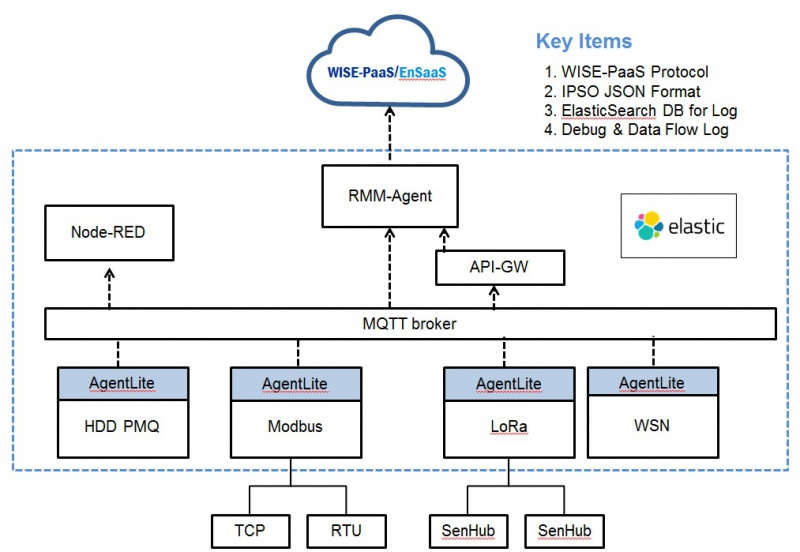 WISE-PaaS/EnSaaS
Key Items
1. WISE-PaaS Protocol
2. IPSO JSON Format
3. ElasticSearch DB for Log
4. Debug & Data Flow Log
RMM-Agent
Node-RED
elastic
API-GW
MQTT broker
AgentLite
AgentLite
AgentLite
AgentLite
HDD PMQ
Modbus
LoRa
WSN
TCP
RTU
SenHub
SenHub